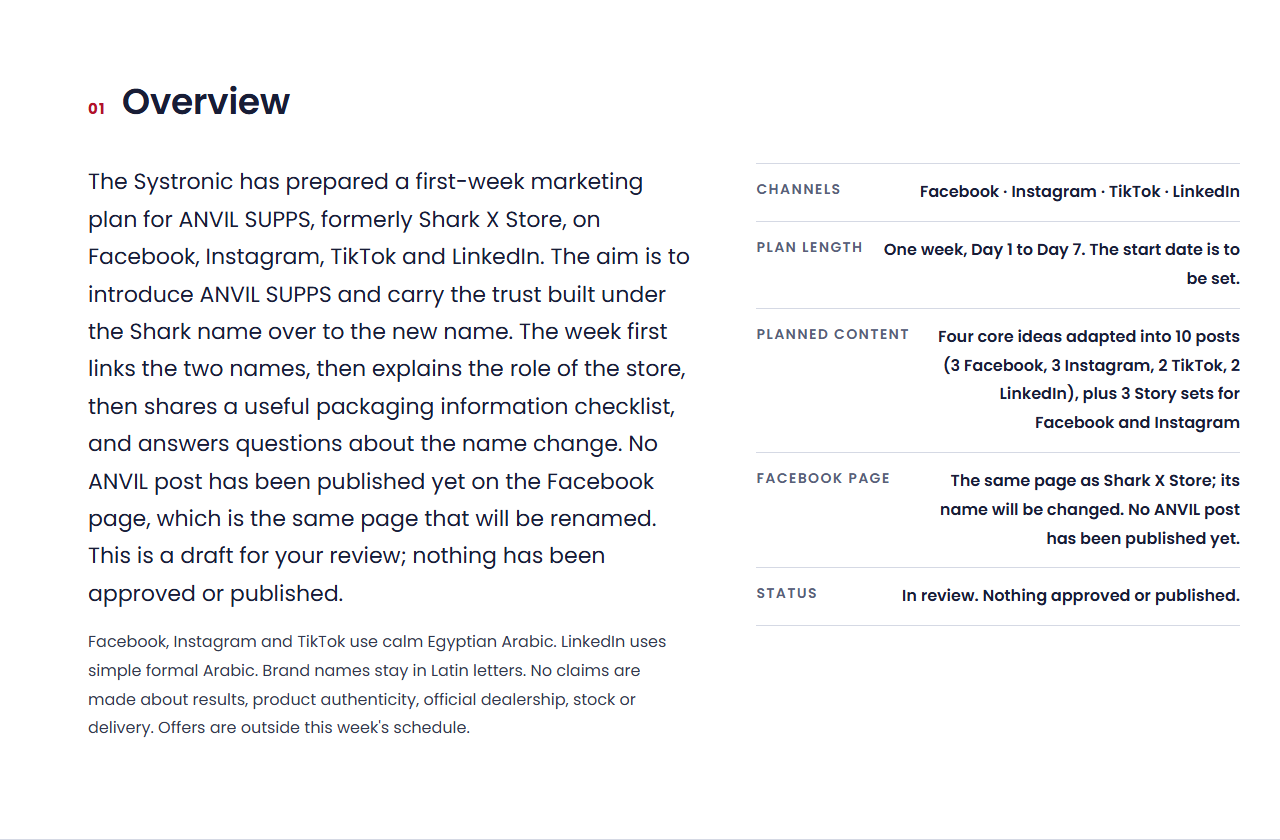 01 Overview
The Systronic has prepared a first-week marketing
plan for ANVIL SUPPS, formerly Shark X Store, on
Facebook, Instagram, TikTok and LinkedIn. The aim is to
introduce ANVIL SUPPS and carry the trust built under
the Shark name over to the new name. The week first
links the two names, then explains the role of the store,
then shares a useful packaging information checklist,
and answers questions about the name change. No
ANVIL post has been published yet on the Facebook
page, which is the same page that will be renamed.
This is a draft for your review; nothing has been
approved or published.
Facebook, Instagram and TikTok use calm Egyptian Arabic. LinkedIn uses
simple formal Arabic. Brand names stay in Latin letters. No claims are
made about results, product authenticity, official dealership, stock or
delivery. Offers are outside this week's schedule.
CHANNELS Facebook · Instagram · TikTok · LinkedIn
PLAN LENGTH One week, Day 1 to Day 7. The start date is to
be set.
PLANNED CONTENT Four core ideas adapted into 10 posts
(3 Facebook, 3 Instagram, 2 TikTok, 2
LinkedIn), plus 3 Story sets for
Facebook and Instagram
FACEBOOK PAGE The same page as Shark X Store; its
name will be changed. No ANVIL post
has been published yet.
STATUS In review. Nothing approved or published.